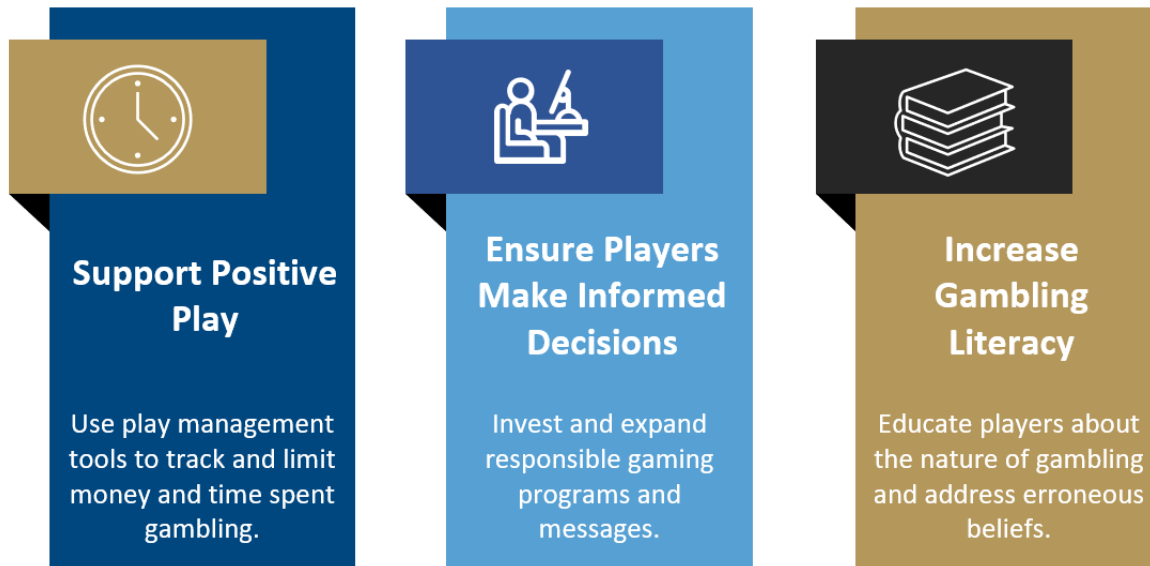 Support Positive
Play
Use play management
tools to track and limit
money and time spent
gambling.
Ensure Players
Make Informed
Decisions
Invest and expand
responsible gaming
programs and
messages.
Increase
Gambling
Literacy
Educate players about
the nature of gambling
and address erroneous
beliefs.